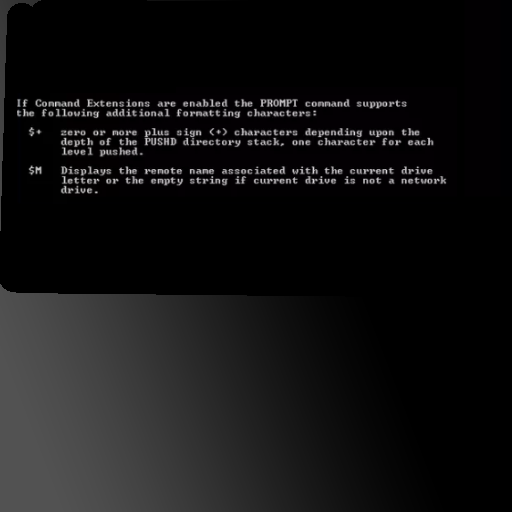 If Command Extensions are enabled the PROMPT command supports
the following additional formatting characters:
$+ zero or more plus sign (+) characters depending upon the
depth of the PUSHD directory stack, one character for each
level pushed.
$M Displays the remote name associated with the current drive
letter or the empty string if current drive is not a network
drive.